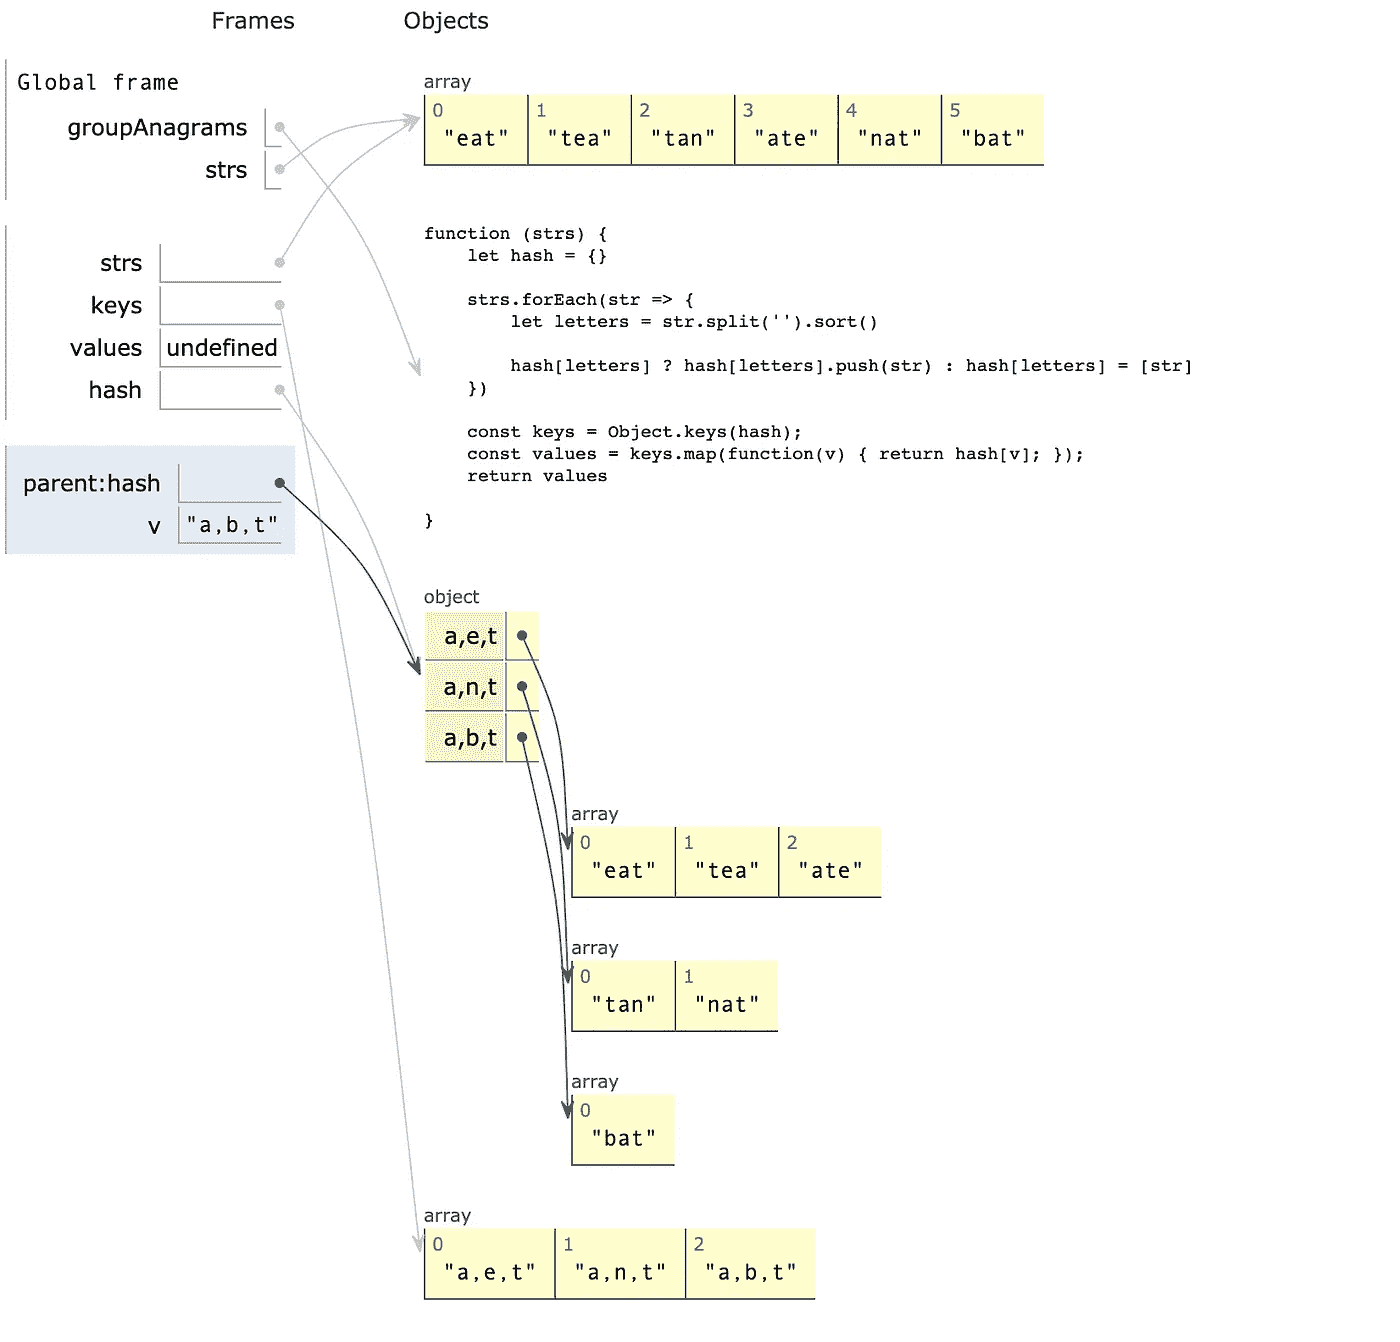 Frames Objects
Global frame
groupAnagrams
strs
array
0 1 2 3 4 5
"eat" "tea" "tan" "ate" "nat" "bat"
strs
keys
values undefined
hash
parent:hash
v "a,b,t"
function (strs) {
    let hash = {}
    strs.forEach(str => {
        let letters = str.split('').sort()
        hash[letters] ? hash[letters].push(str) : hash[letters] = [str]
    })
    const keys = Object.keys(hash);
    const values = keys.map(function(v) { return hash[v]; });
    return values
}
object
a,e,t
a,n,t
a,b,t
array
0 1 2
"eat" "tea" "ate"
array
0 1
"tan" "nat"
array
0
"bat"
array
0 1 2
"a,e,t" "a,n,t" "a,b,t"